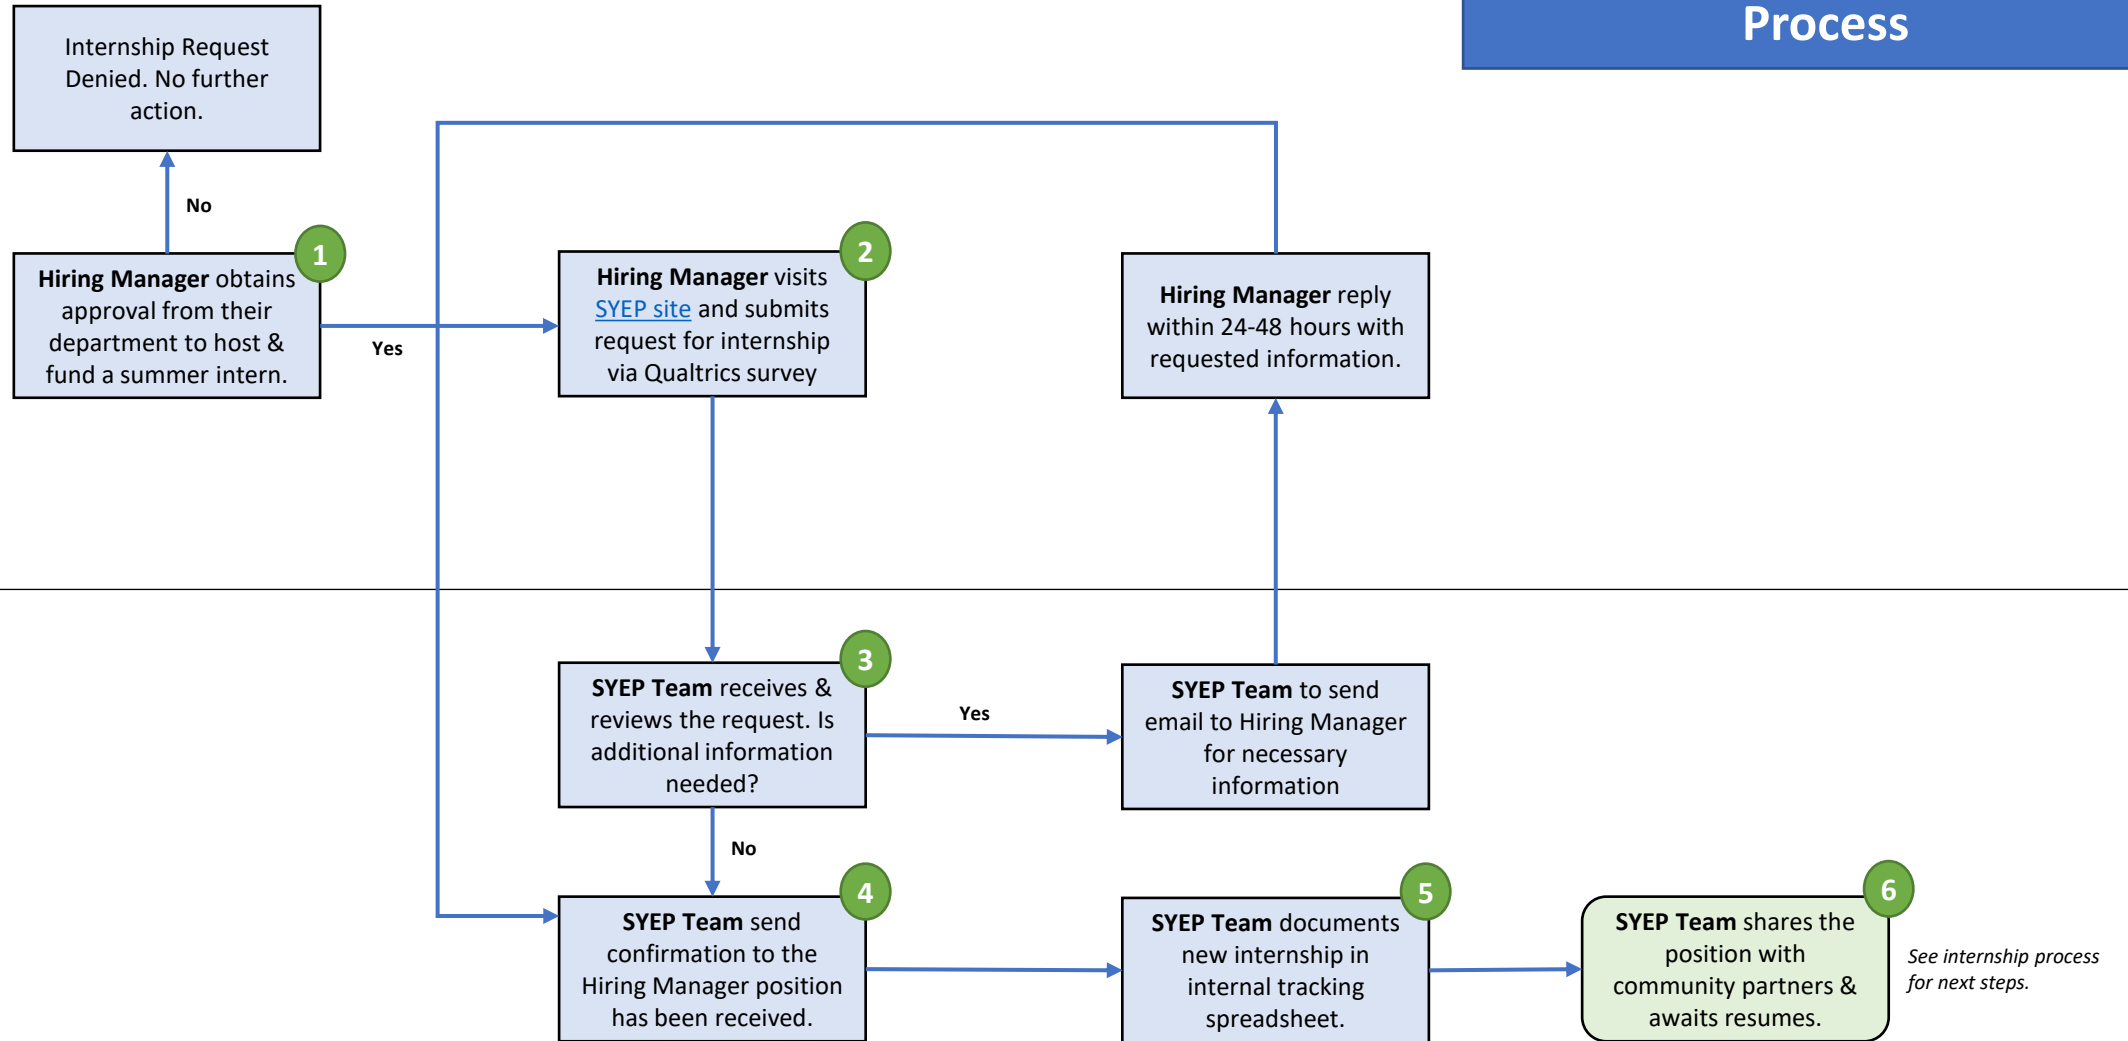 Process
Internship Request
Denied. No further
action.
No
1
Hiring Manager obtains
approval from their
department to host &
fund a summer intern.
Yes
2
Hiring Manager visits
SYEP site and submits
request for internship
via Qualtrics survey
Hiring Manager reply
within 24-48 hours with
requested information.
3
SYEP Team receives &
reviews the request. Is
additional information
needed?
Yes
SYEP Team to send
email to Hiring Manager
for necessary
information
No
4
SYEP Team send
confirmation to the
Hiring Manager position
has been received.
5
SYEP Team documents
new internship in
internal tracking
spreadsheet.
6
SYEP Team shares the
position with
community partners &
awaits resumes.
See internship process
for next steps.